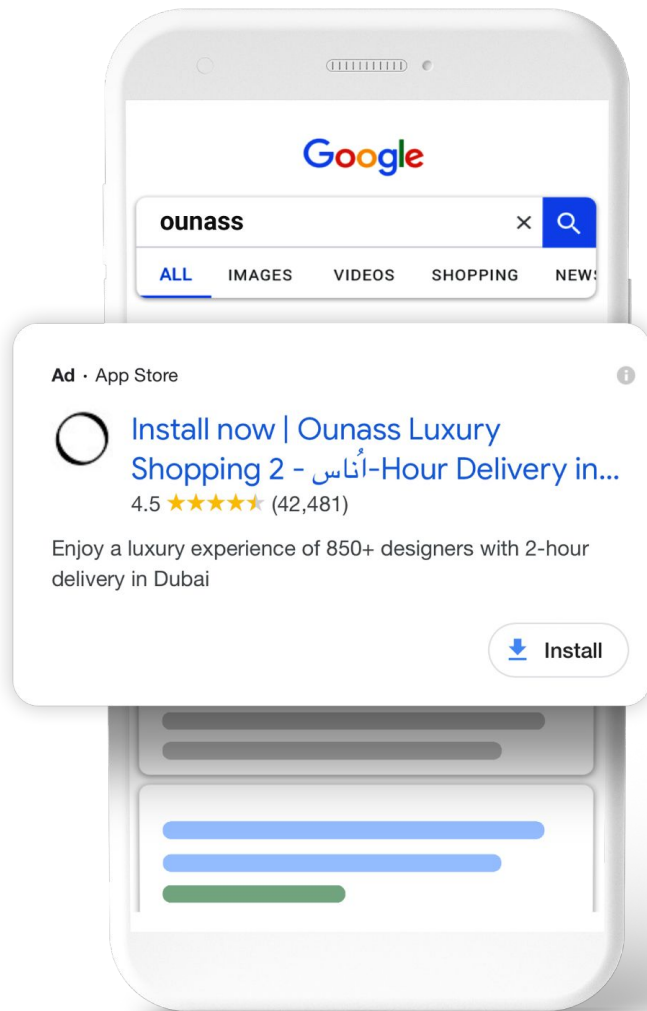 Google
ounass
ALL IMAGES VIDEOS SHOPPING NEWS
Ad · App Store
Install now | Ounass Luxury
Shopping 2 - أُناس-Hour Delivery in...
4.5 (42,481)
Enjoy a luxury experience of 850+ designers with 2-hour
delivery in Dubai
Install